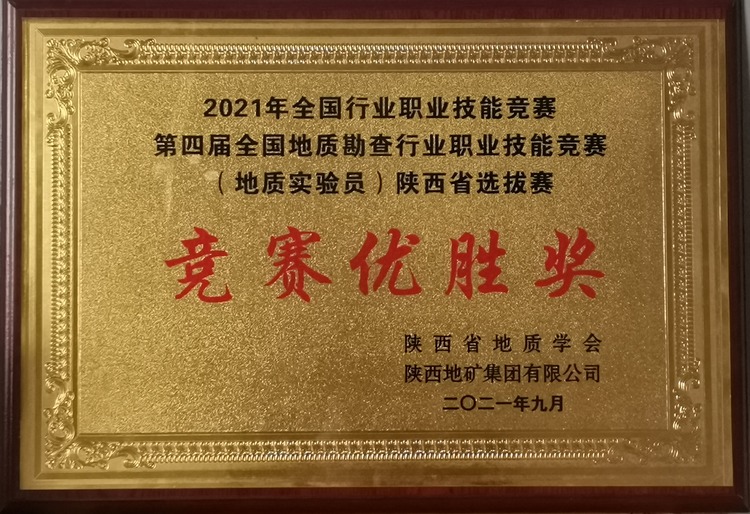 2021年全国行业职业技能竞赛
第四届全国地质勘查行业职业技能竞赛
（地质实验员）陕西省选拔赛
竞赛优胜奖
陕西省地质学会
陕西地矿集团有限公司
二〇二一年九月